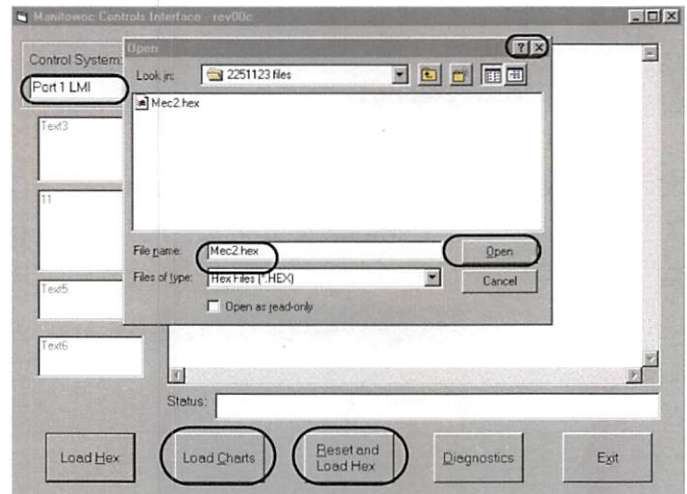 Manitowoc Controls Interface - rev00c
Control System:
Port 1 LMI
Text3
11
Text5
Text6
Open
Look in:
2251123 files
Mec2.hex
File name:
Mec2.hex
Open
Files of type:
Hex Files (*.HEX)
Cancel
Open as read-only
Status:
Load Hex
Load Charts
Reset and
Load Hex
Diagnostics
Exit